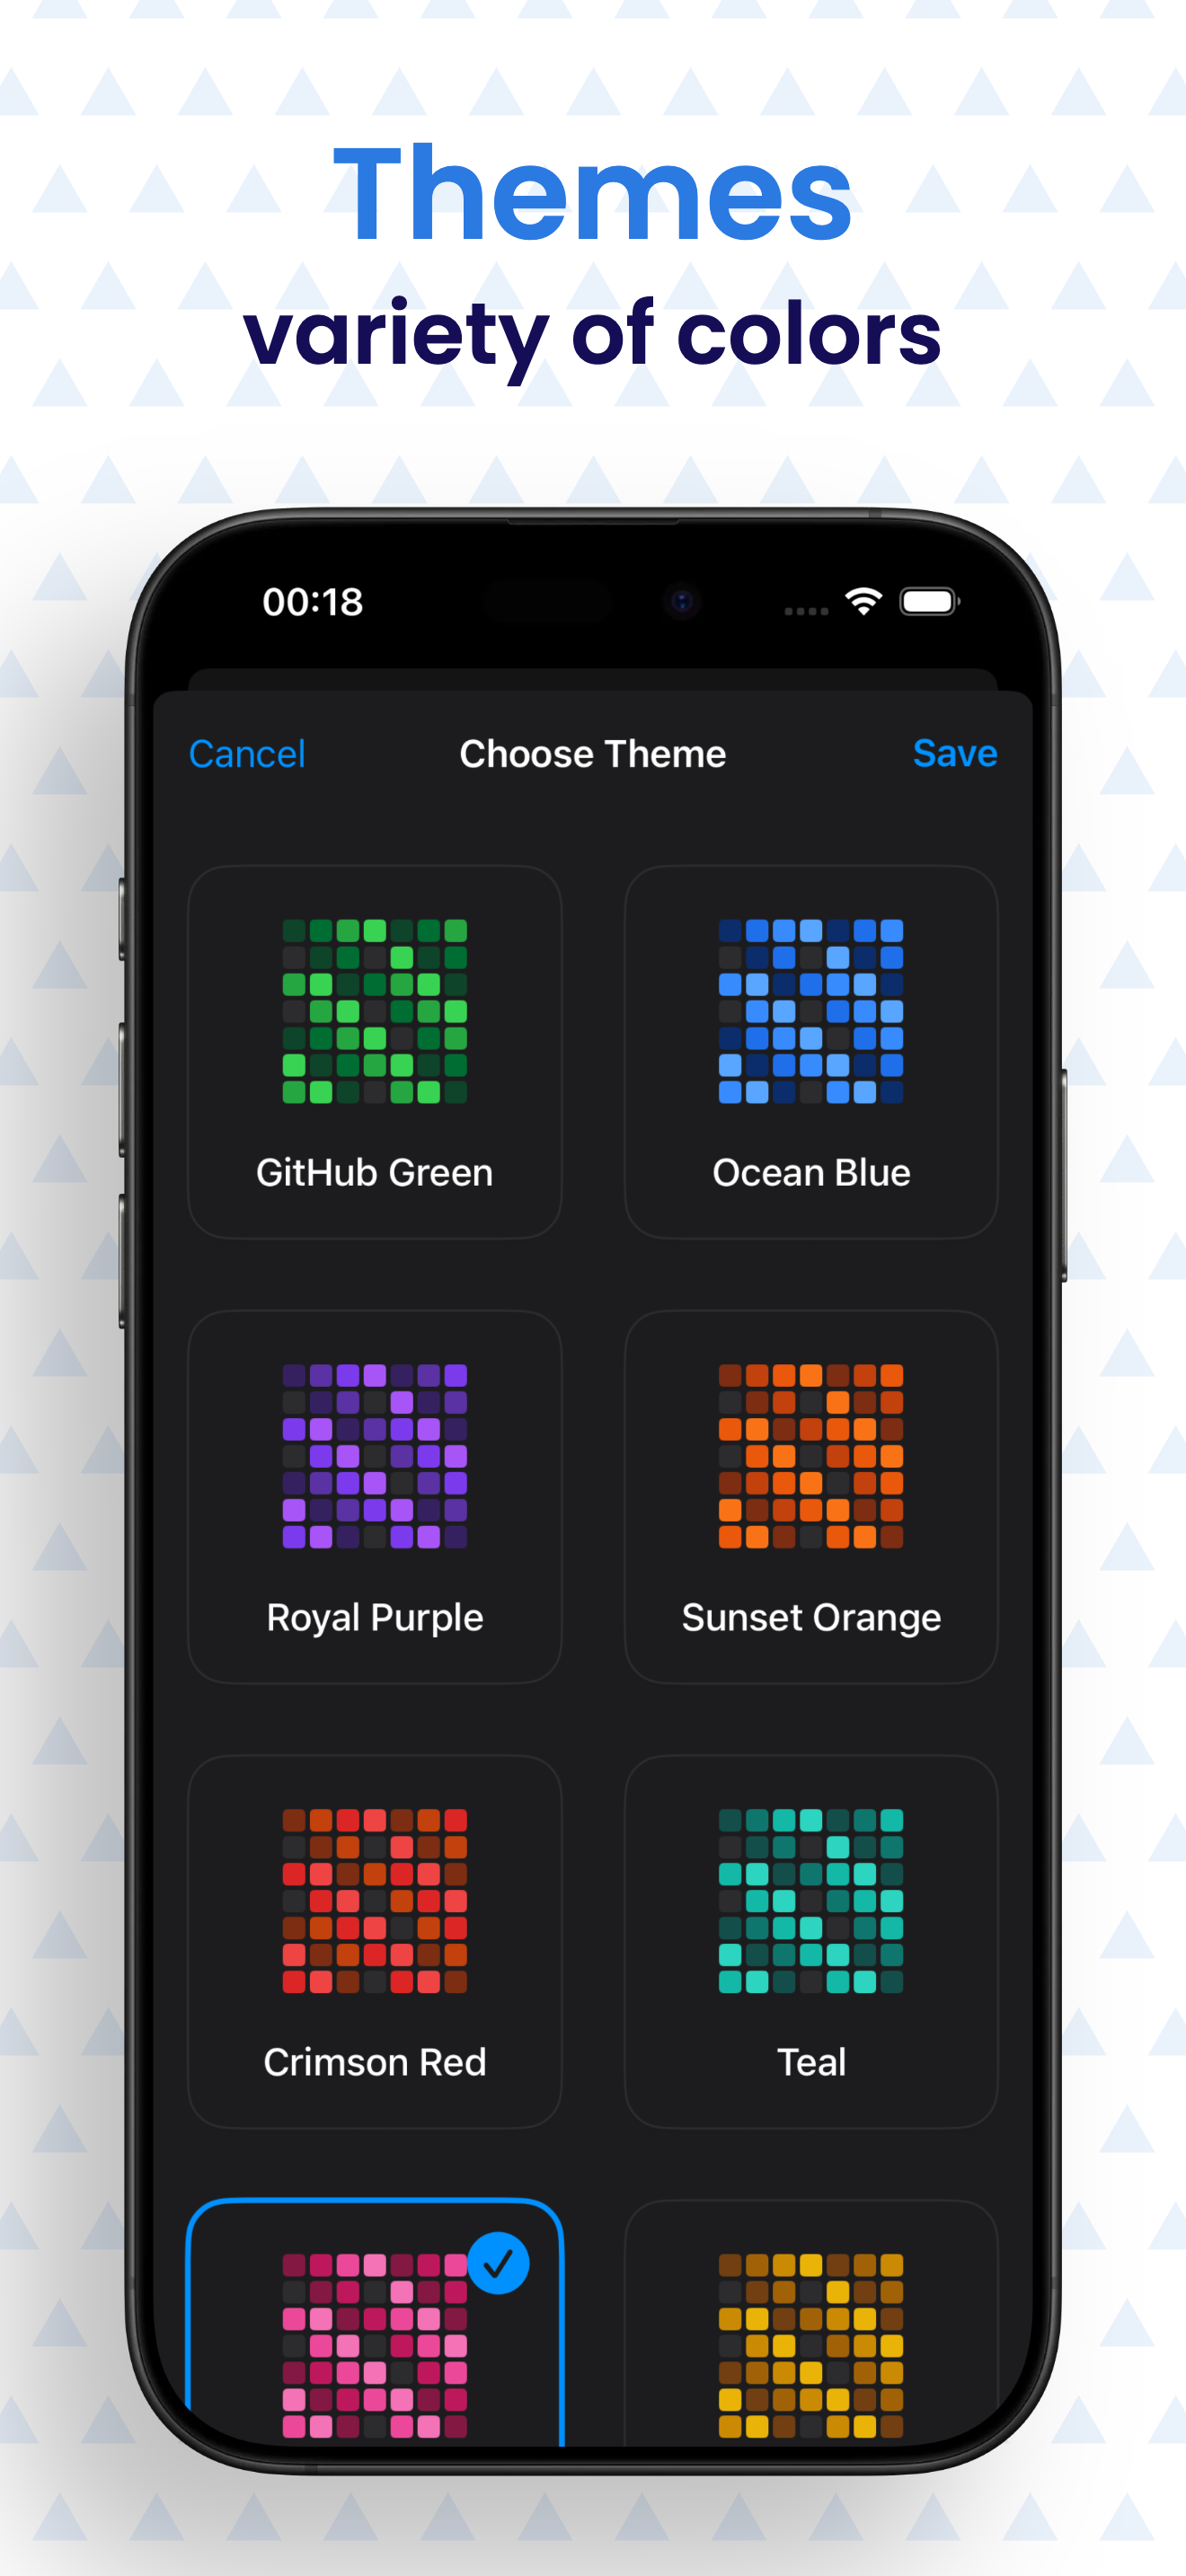 Themes
variety of colors
00:18
Cancel
Choose Theme
Save
GitHub Green
Ocean Blue
Royal Purple
Sunset Orange
Crimson Red
Teal